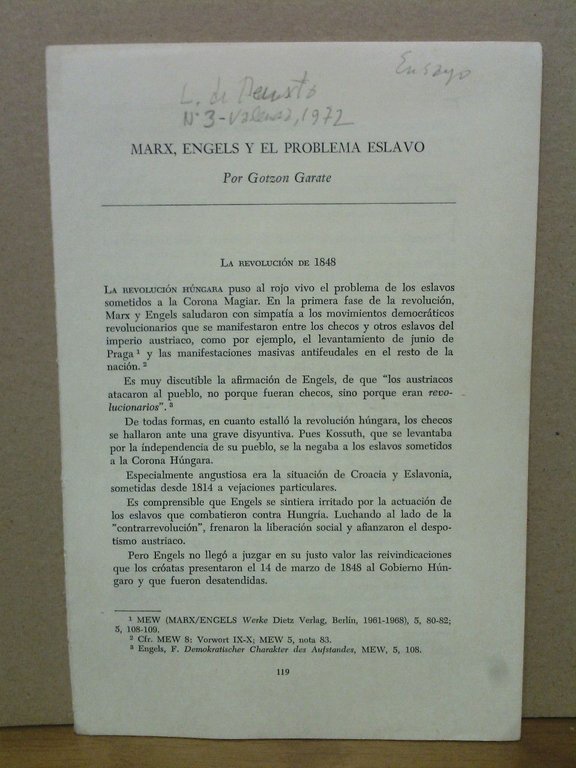 Ensayo
L. de Deusto
Nº 3 - Valencia, 1972
MARX, ENGELS Y EL PROBLEMA ESLAVO
Por Gotzon Garate
LA REVOLUCIÓN DE 1848
LA REVOLUCIÓN HÚNGARA puso al rojo vivo el problema de los eslavos
sometidos a la Corona Magiar. En la primera fase de la revolución,
Marx y Engels saludaron con simpatía a los movimientos democráticos
revolucionarios que se manifestaron entre los checos y otros eslavos del
imperio austriaco, como por ejemplo, el levantamiento de junio de
Praga ¹ y las manifestaciones masivas antifeudales en el resto de la
nación. ²
Es muy discutible la afirmación de Engels, de que "los austriacos
atacaron al pueblo, no porque fueran checos, sino porque eran revo-
lucionarios". ³
De todas formas, en cuanto estalló la revolución húngara, los checos
se hallaron ante una grave disyuntiva. Pues Kossuth, que se levantaba
por la independencia de su pueblo, se la negaba a los eslavos sometidos
a la Corona Húngara.
Especialmente angustiosa era la situación de Croacia y Eslavonia,
sometidas desde 1814 a vejaciones particulares.
Es comprensible que Engels se sintiera irritado por la actuación de
los eslavos que combatieron contra Hungría. Luchando al lado de la
"contrarrevolución", frenaron la liberación social y afianzaron el despo-
tismo austriaco.
Pero Engels no llegó a juzgar en su justo valor las reivindicaciones
que los cróatas presentaron el 14 de marzo de 1848 al Gobierno Hún-
garo y que fueron desatendidas.
¹ MEW (MARX/ENGELS Werke Dietz Verlag, Berlín, 1961-1968), 5, 80-82;
5, 108-109.
² Cfr. MEW 8: Vorwort IX-X; MEW 5, nota 83.
³ Engels, F. Demokratischer Charakter des Aufstandes, MEW, 5, 108.
119